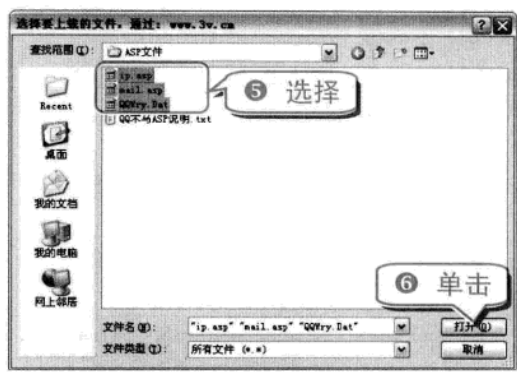 选择要上载的文件，通过：www.3v.cm
查找范围(I)：
ASP文件
ip.asp
mail.asp
QQWry.Dat
QQ不与ASP说明.txt
❺ 选择
Recent
桌面
我的文档
我的电脑
网上邻居
❻ 单击
文件名(N)：
"ip.asp" "mail.asp" "QQWry.Dat"
打开(O)
文件类型(T)：
所有文件 (*.*)
取消